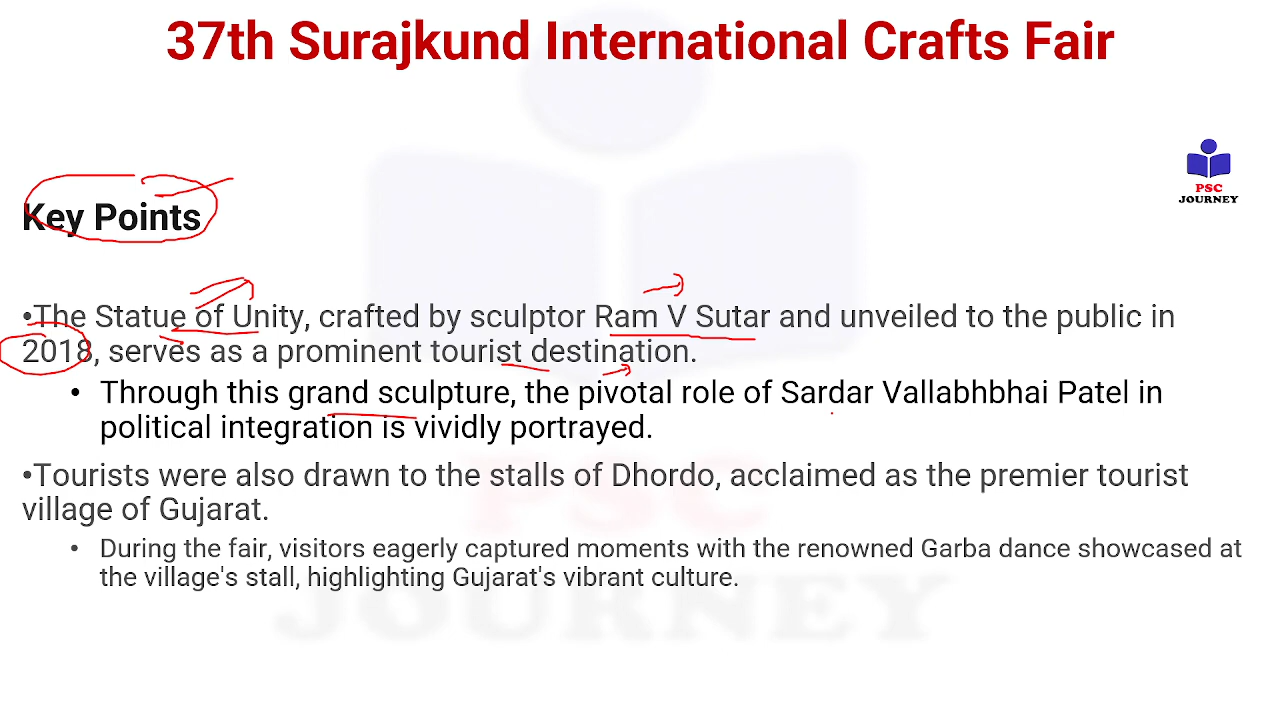 37th Surajkund International Crafts Fair
PSC
JOURNEY
Key Points
•The Statue of Unity, crafted by sculptor Ram V Sutar and unveiled to the public in
2018, serves as a prominent tourist destination.
• Through this grand sculpture, the pivotal role of Sardar Vallabhbhai Patel in
political integration is vividly portrayed.
•Tourists were also drawn to the stalls of Dhordo, acclaimed as the premier tourist
village of Gujarat.
• During the fair, visitors eagerly captured moments with the renowned Garba dance showcased at
the village's stall, highlighting Gujarat's vibrant culture.
PSC
JOURNEY